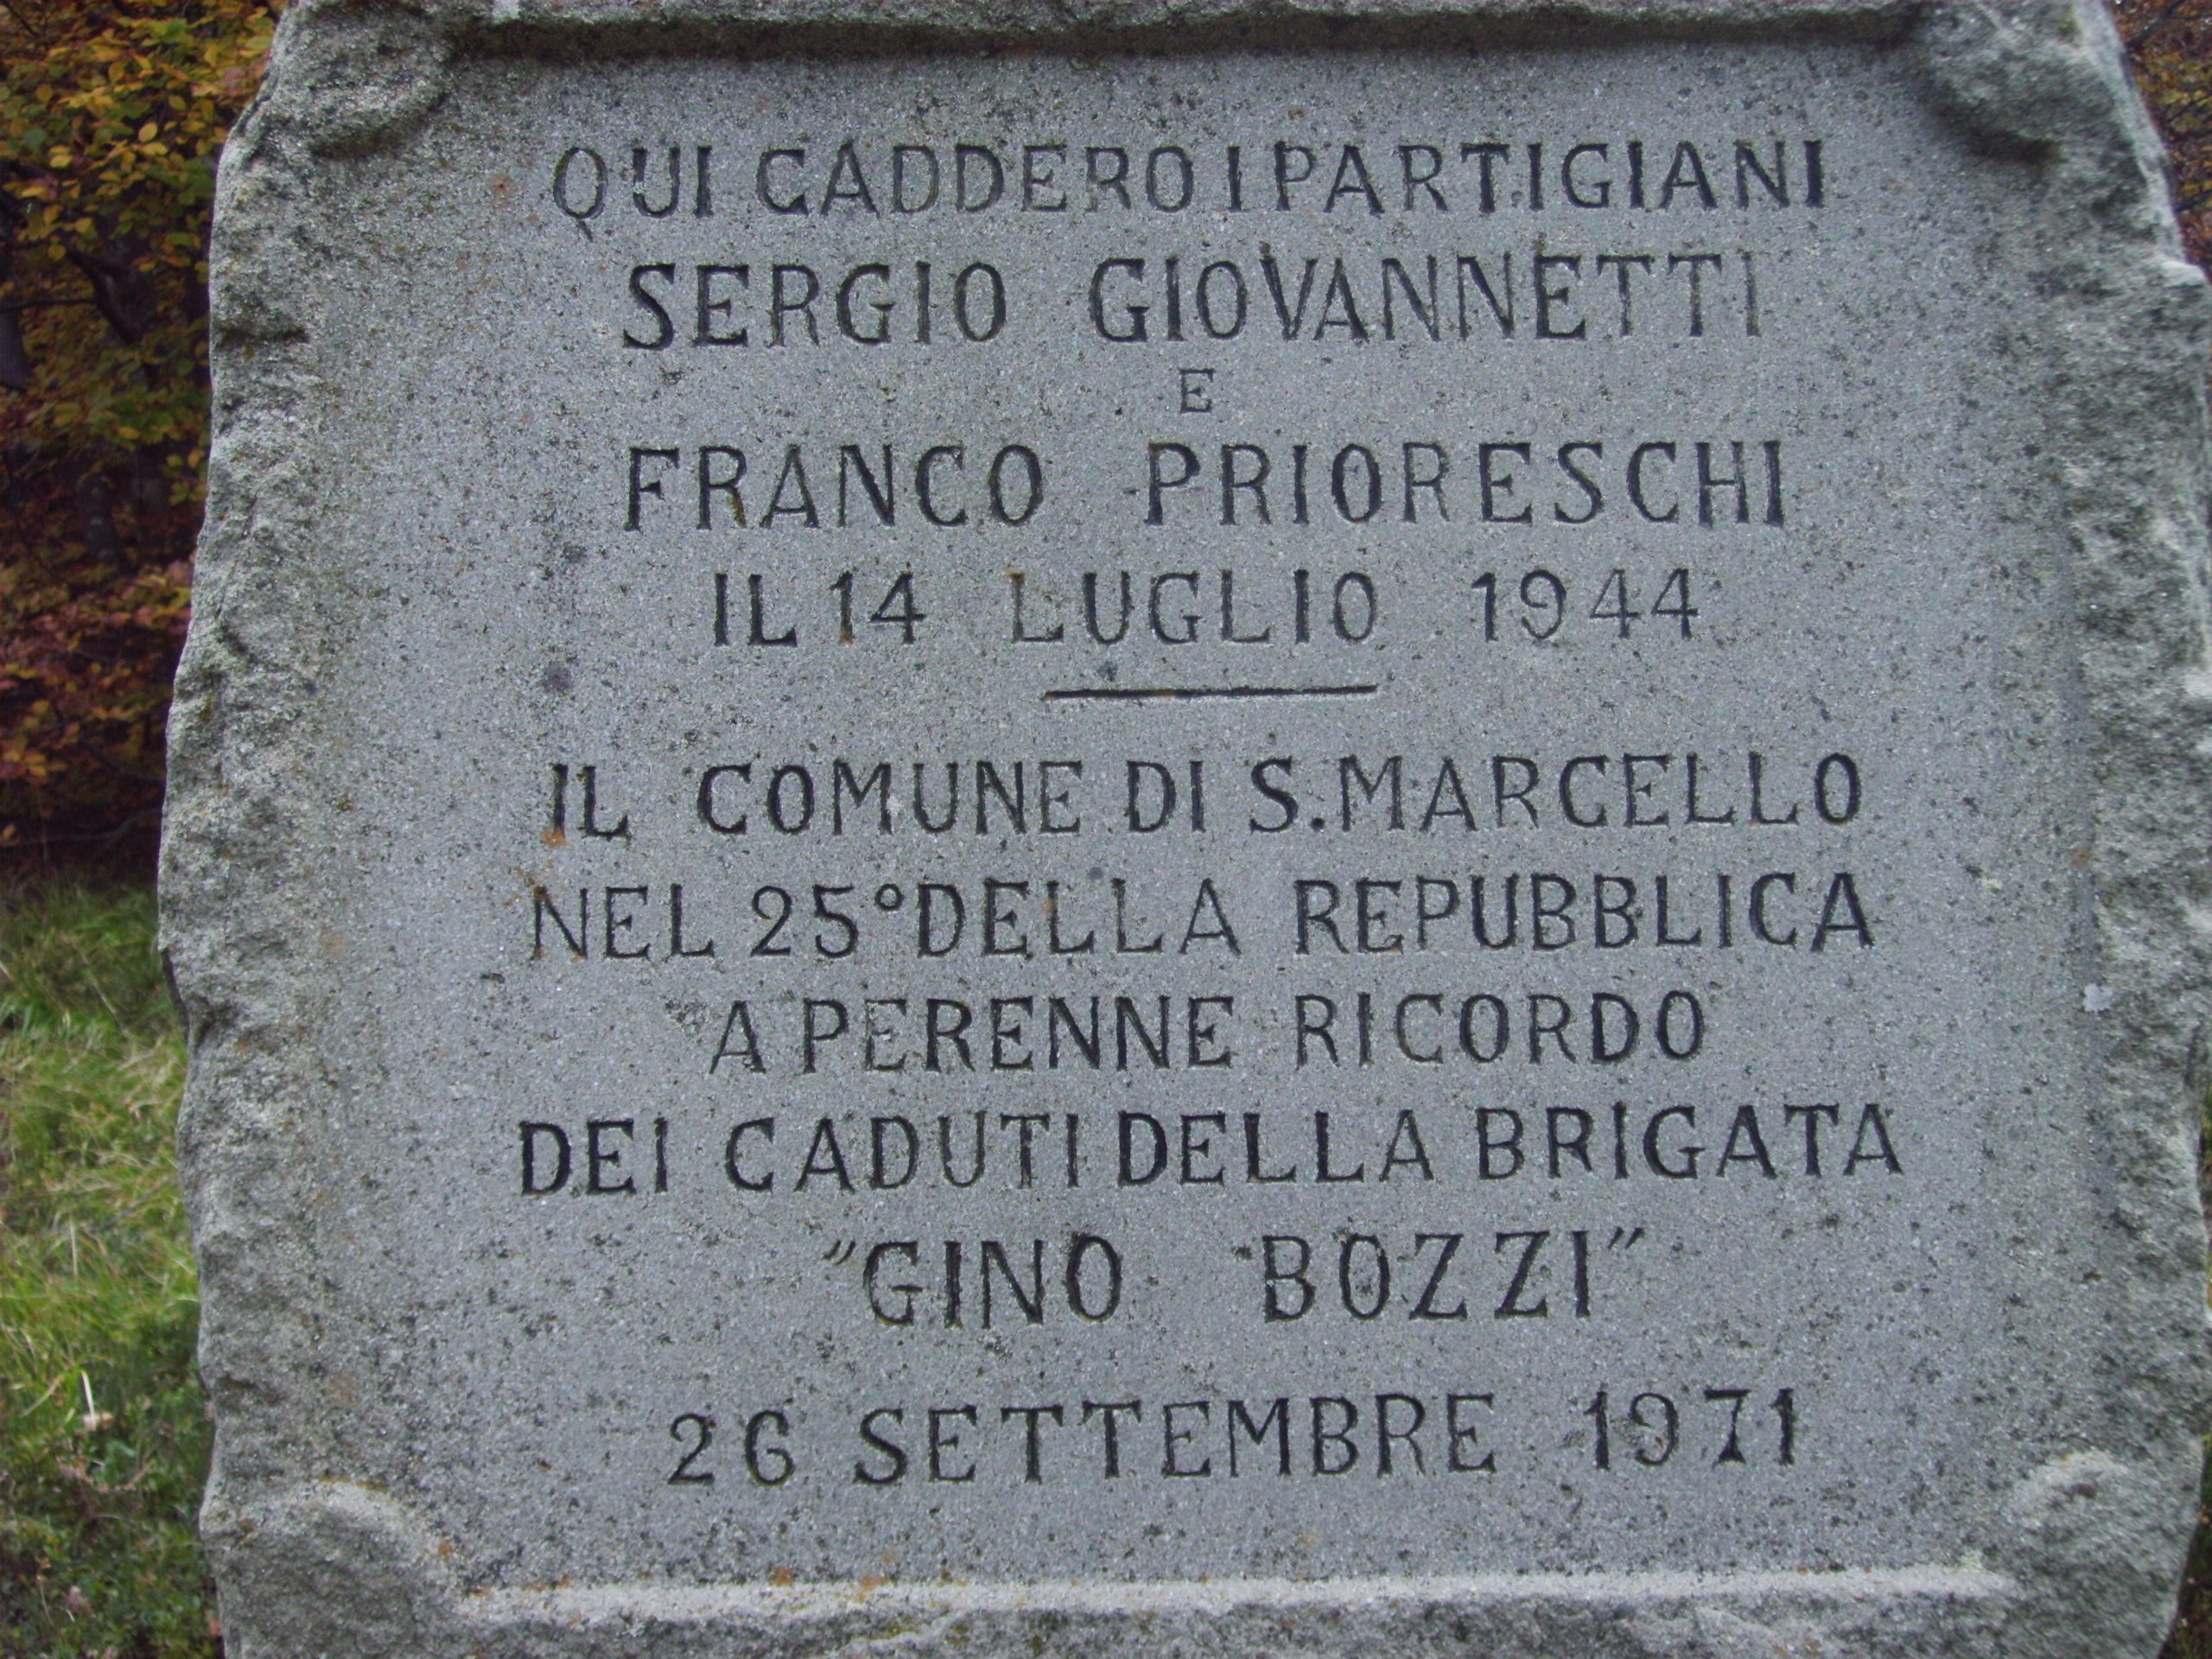 QUI CADDERO I PARTIGIANI
SERGIO GIOVANNETTI
E
FRANCO PRIORESCHI
IL 14 LUGLIO 1944
IL COMUNE DI S. MARCELLO
NEL 25° DELLA REPUBBLICA
A PERENNE RICORDO
DEI CADUTI DELLA BRIGATA
"GINO BOZZI"
26 SETTEMBRE 1971